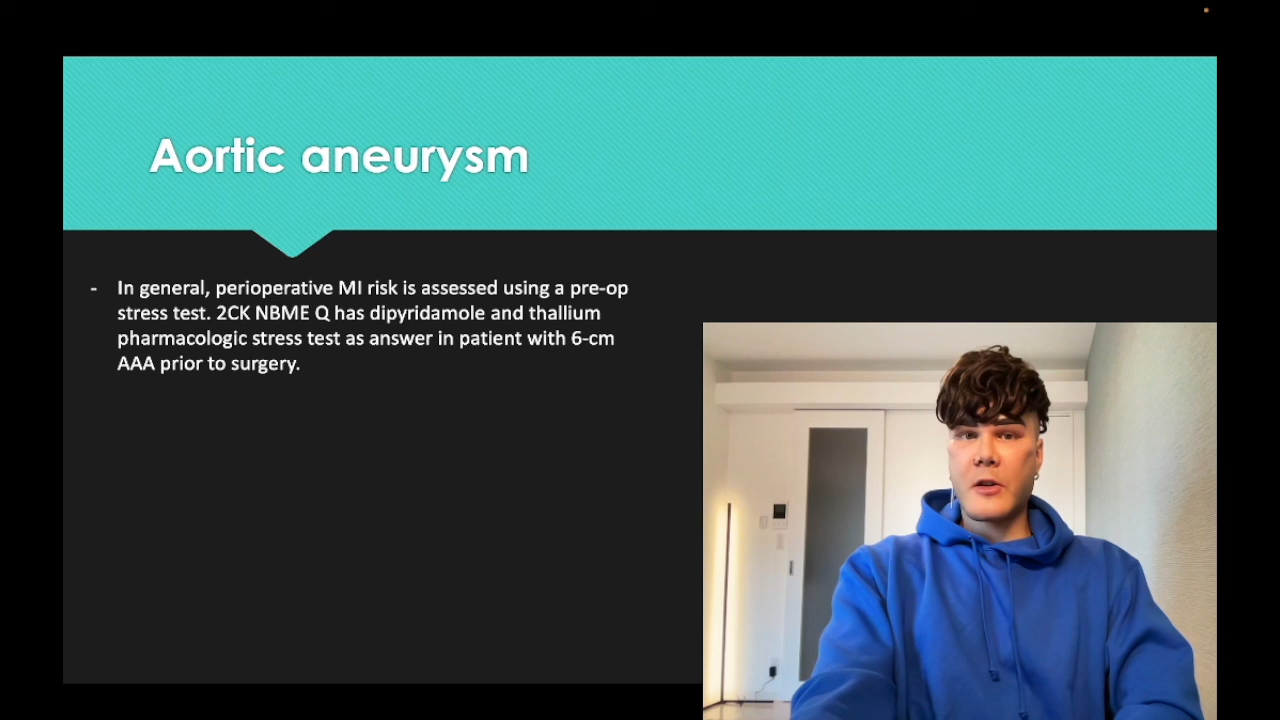 Aortic aneurysm
- In general, perioperative MI risk is assessed using a pre-op
stress test. 2CK NBME Q has dipyridamole and thallium
pharmacologic stress test as answer in patient with 6-cm
AAA prior to surgery.